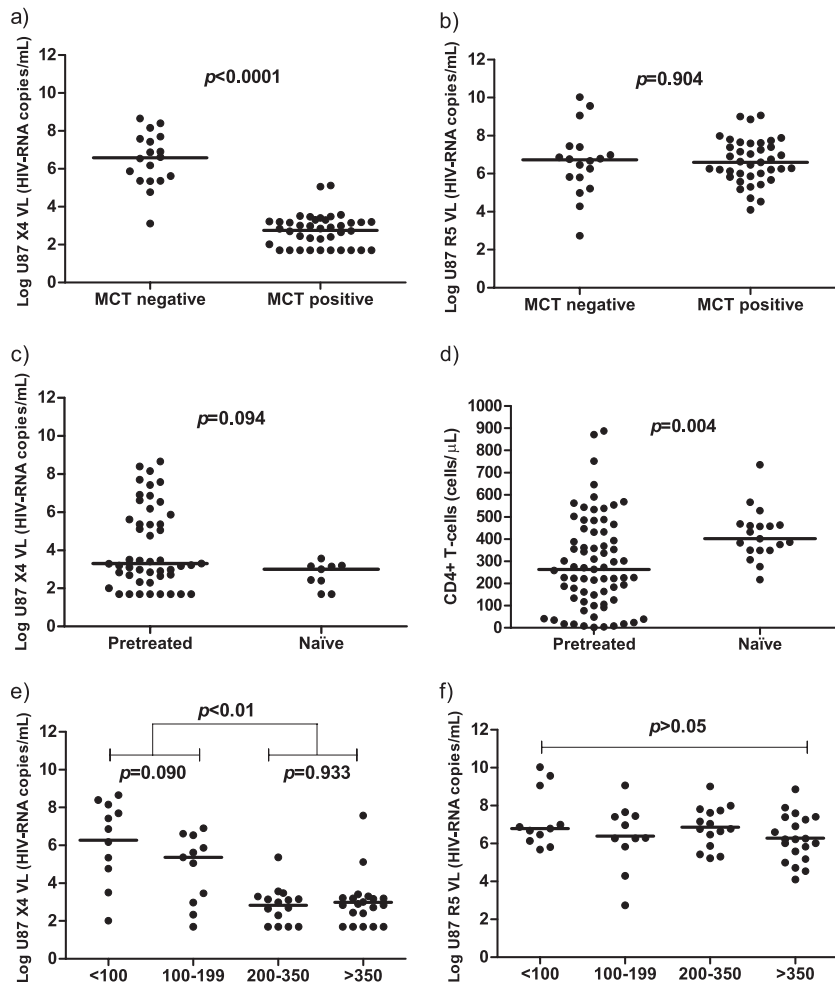 a)
Log U87 X4 VL (HIV-RNA copies/mL)
12
10
8
6
4
2
0
p<0.0001
MCT negative
MCT positive
b)
Log U87 R5 VL (HIV-RNA copies/mL)
12
10
8
6
4
2
0
p=0.904
MCT negative
MCT positive
c)
Log U87 X4 VL (HIV-RNA copies/mL)
12
10
8
6
4
2
0
p=0.094
Pretreated
Naïve
d)
CD4+ T-cells (cells/µL)
1000
900
800
700
600
500
400
300
200
100
0
p=0.004
Pretreated
Naïve
e)
Log U87 X4 VL (HIV-RNA copies/mL)
12
10
8
6
4
2
0
p<0.01
p=0.090
p=0.933
<100
100-199
200-350
>350
f)
Log U87 R5 VL (HIV-RNA copies/mL)
12
10
8
6
4
2
0
p>0.05
<100
100-199
200-350
>350